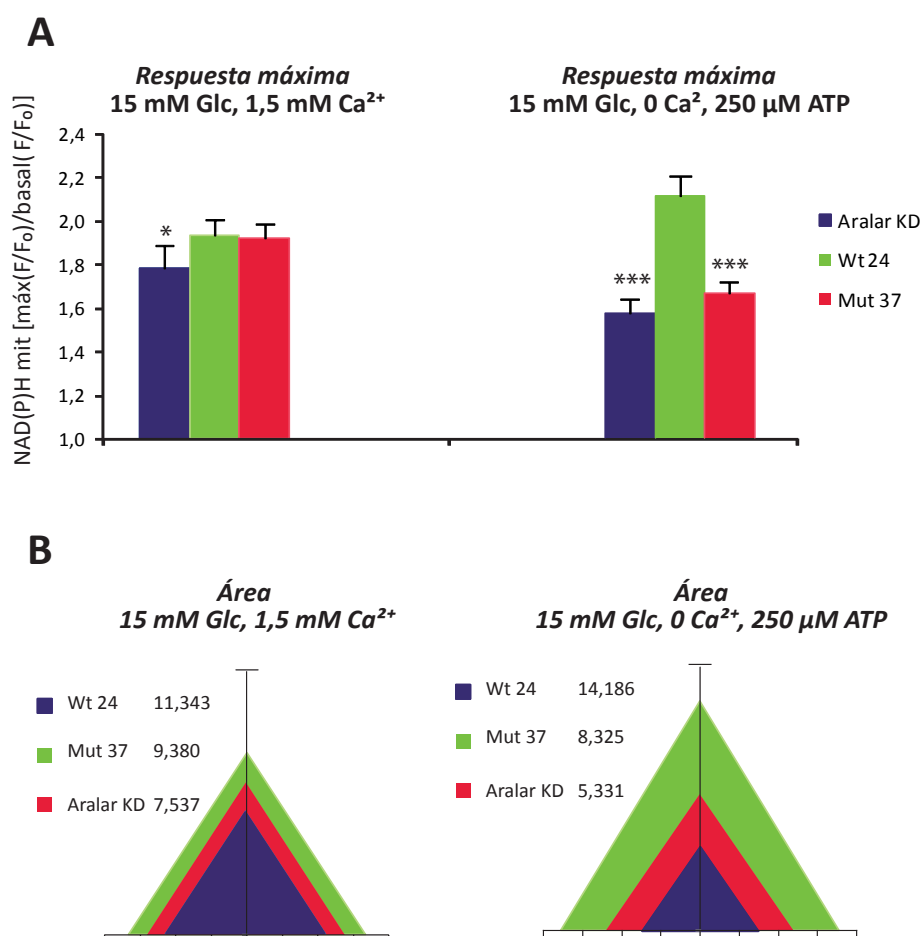 A
Respuesta máxima
15 mM Glc, 1,5 mM Ca²⁺
Respuesta máxima
15 mM Glc, 0 Ca², 250 µM ATP
NAD(P)H mit [máx(F/F₀)/basal( F/F₀)]
2,4
2,2
2,0
1,8
1,6
1,4
1,2
1,0
*
***
***
Aralar KD
Wt 24
Mut 37
B
Área
15 mM Glc, 1,5 mM Ca²⁺
Wt 24 11,343
Mut 37 9,380
Aralar KD 7,537
Área
15 mM Glc, 0 Ca²⁺, 250 µM ATP
Wt 24 14,186
Mut 37 8,325
Aralar KD 5,331